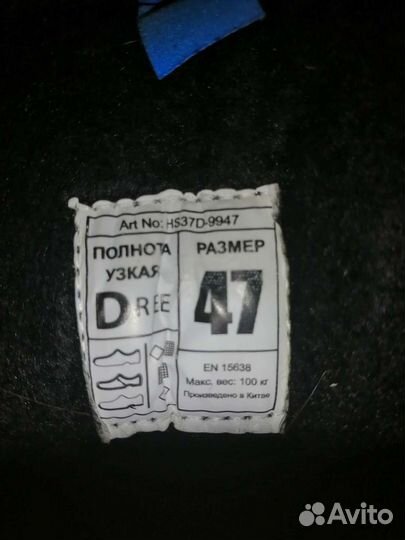 Art No: HS37D-9947
ПОЛНОТА
УЗКАЯ
D REE
РАЗМЕР
47
EN 15638
Макс. вес: 100 кг
Произведено в Китае
Avito